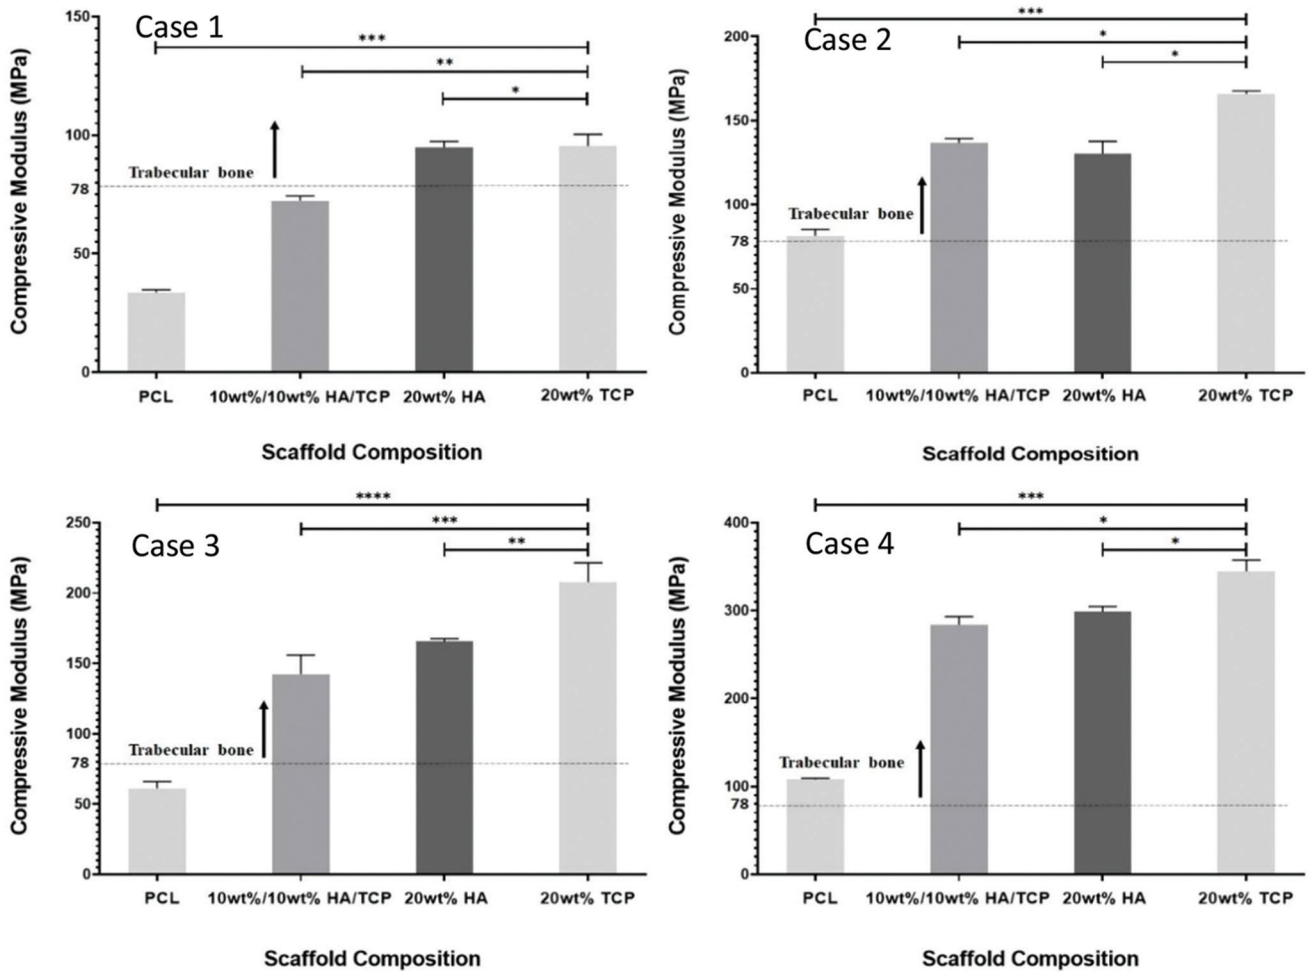 Case 1
***
**
*
Compressive Modulus (MPa)
150
100
78
50
0
Trabecular bone
PCL 10wt%/10wt% HA/TCP 20wt% HA 20wt% TCP
Scaffold Composition
Case 2
***
*
*
Compressive Modulus (MPa)
200
150
100
78
50
0
Trabecular bone
PCL 10wt%/10wt% HA/TCP 20wt% HA 20wt% TCP
Scaffold Composition
Case 3
****
***
**
Compressive Modulus (MPa)
250
200
150
100
78
50
0
Trabecular bone
PCL 10wt%/10wt% HA/TCP 20wt% HA 20wt% TCP
Scaffold Composition
Case 4
***
*
*
Compressive Modulus (MPa)
400
300
200
100
78
0
Trabecular bone
PCL 10wt%/10wt% HA/TCP 20wt% HA 20wt% TCP
Scaffold Composition